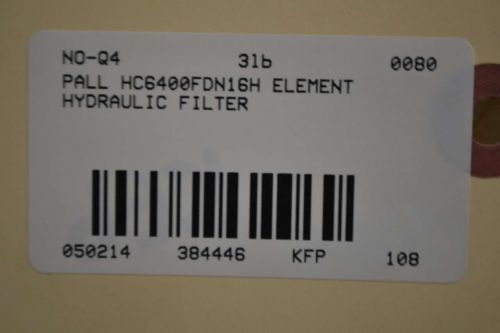 NO-Q4 3lb 0080
PALL HC6400FDN16H ELEMENT
HYDRAULIC FILTER
050214 384446 KFP 108